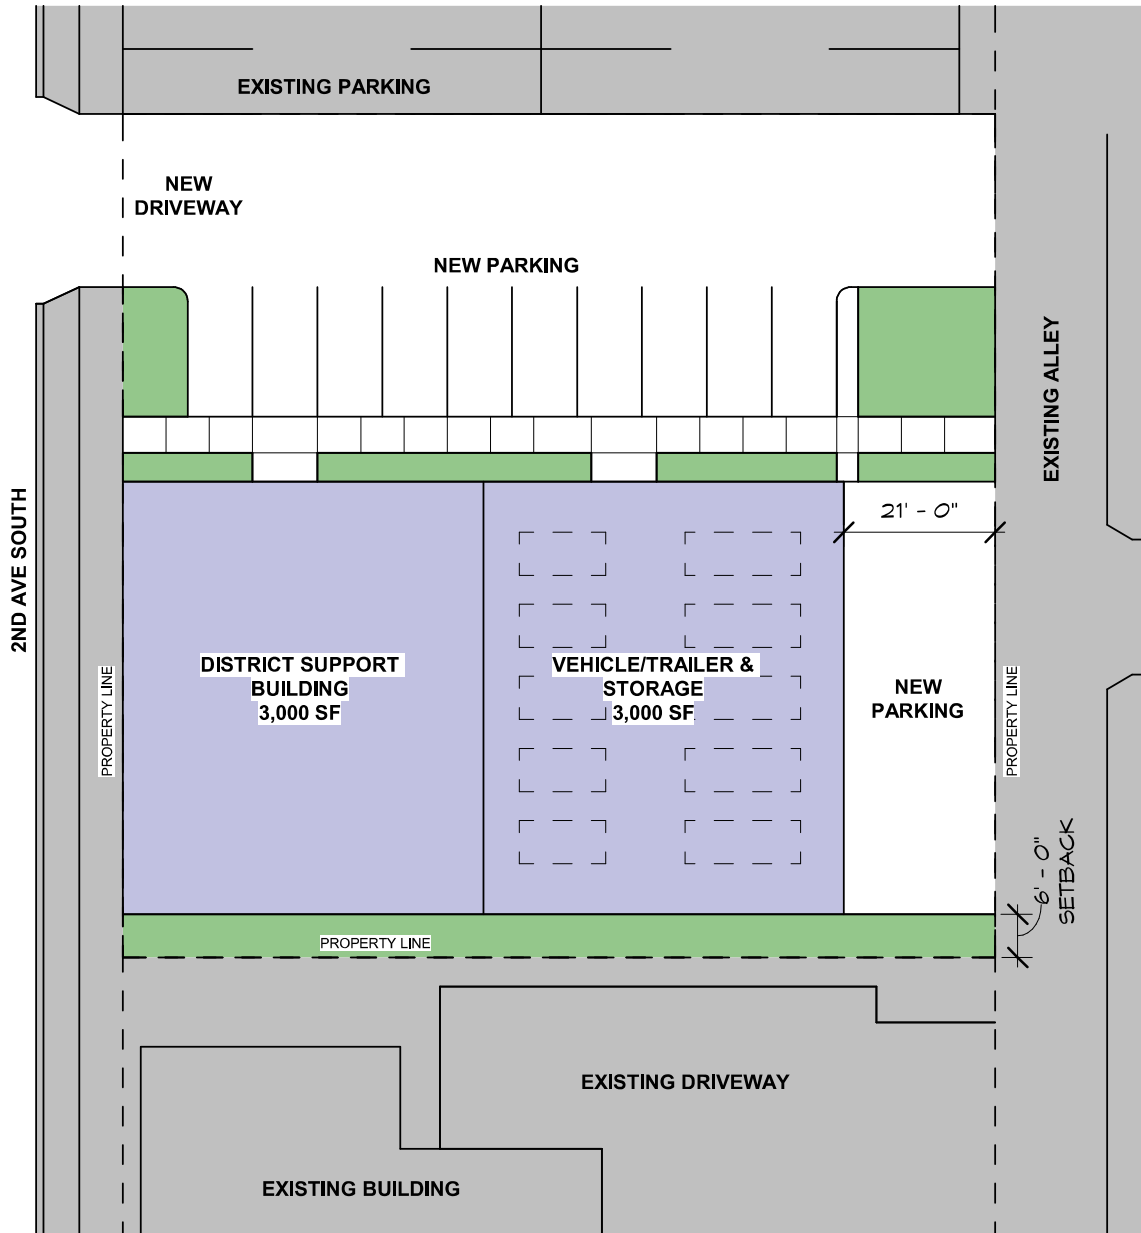 EXISTING PARKING
NEW
DRIVEWAY
NEW PARKING
EXISTING ALLEY
2ND AVE SOUTH
21' - 0"
DISTRICT SUPPORT
BUILDING
3,000 SF
VEHICLE/TRAILER &
STORAGE
3,000 SF
NEW
PARKING
PROPERTY LINE
PROPERTY LINE
6' - 0"
SETBACK
PROPERTY LINE
EXISTING DRIVEWAY
EXISTING BUILDING